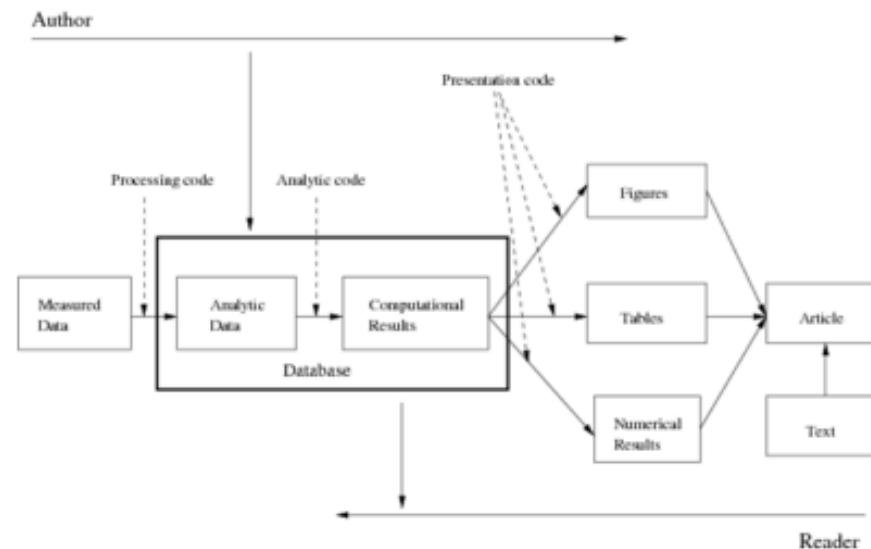 Author
Presentation code
Processing code
Analytic code
Figures
Measured
Data
Analytic
Data
Computational
Results
Tables
Article
Database
Numerical
Results
Text
Reader